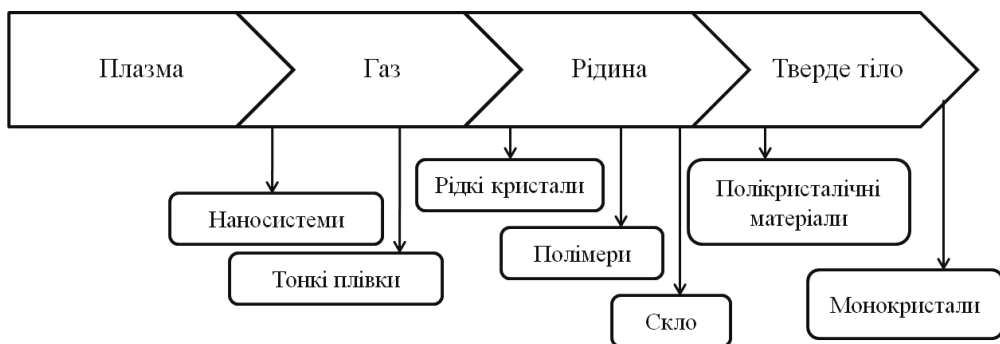 Плазма
Газ
Рідина
Тверде тіло
Наносистеми
Тонкі плівки
Рідкі кристали
Полімери
Скло
Полікристалічні
матеріали
Монокристали